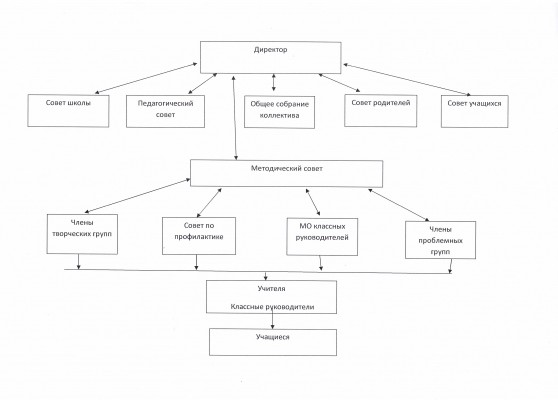 Директор
Совет школы
Педагогический
совет
Общее собрание
коллектива
Совет родителей
Совет учащихся
Методический совет
Члены
творческих групп
Совет по
профилактике
МО классных
руководителей
Члены
проблемных
групп
Учителя
Классные руководители
Учащиеся